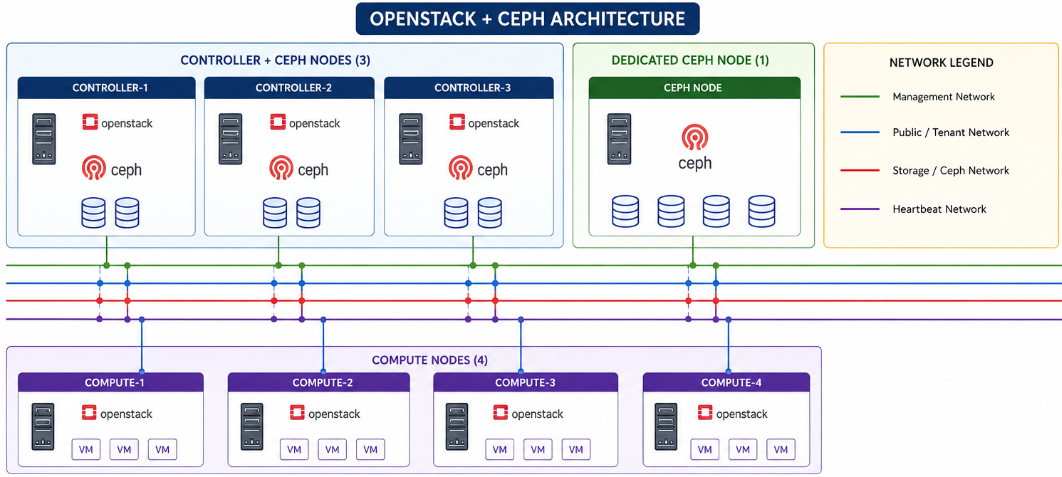 OPENSTACK + CEPH ARCHITECTURE
CONTROLLER + CEPH NODES (3)
CONTROLLER-1
openstack
ceph
CONTROLLER-2
openstack
ceph
CONTROLLER-3
openstack
ceph
DEDICATED CEPH NODE (1)
CEPH NODE
ceph
NETWORK LEGEND
Management Network
Public / Tenant Network
Storage / Ceph Network
Heartbeat Network
COMPUTE NODES (4)
COMPUTE-1
openstack
VM VM VM
COMPUTE-2
openstack
VM VM VM
COMPUTE-3
openstack
VM VM VM
COMPUTE-4
openstack
VM VM VM